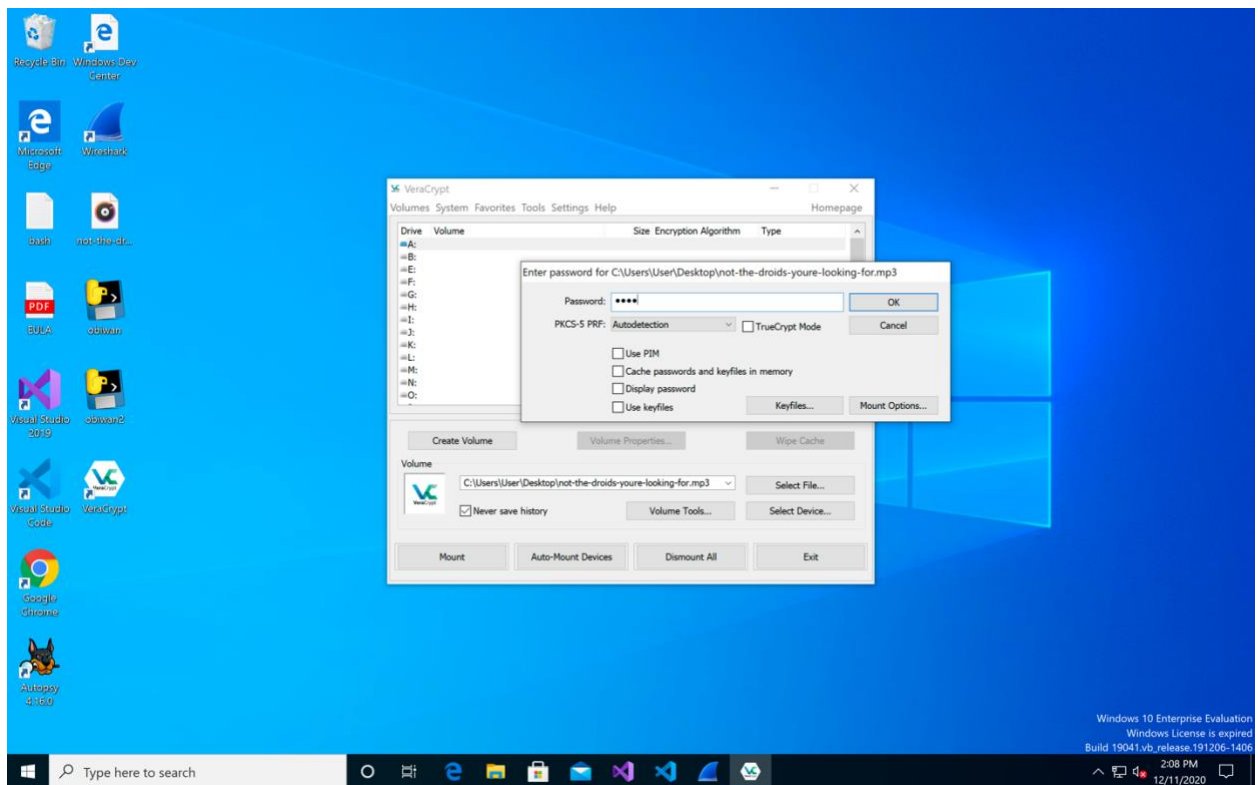 Recycle Bin
Windows Dev
Center
Microsoft
Edge
Wireshark
bash
not-the-dr...
PDF
EULA
obiwan
Visual Studio
2019
obiwan2
Visual Studio
Code
VeraCrypt
VeraCrypt
Google
Chrome
Autopsy
4.16.0
VeraCrypt
Volumes System Favorites Tools Settings Help Homepage
Drive Volume Size Encryption Algorithm Type
A:
B:
E:
F:
G:
H:
I:
J:
K:
L:
M:
N:
O:
Enter password for C:\Users\User\Desktop\not-the-droids-youre-looking-for.mp3
Password: •••• OK
PKCS-5 PRF: Autodetection TrueCrypt Mode Cancel
Use PIM
Cache passwords and keyfiles in memory
Display password
Use keyfiles Keyfiles... Mount Options...
Create Volume Volume Properties... Wipe Cache
Volume
VeraCrypt
C:\Users\User\Desktop\not-the-droids-youre-looking-for.mp3 Select File...
Never save history Volume Tools... Select Device...
Mount Auto-Mount Devices Dismount All Exit
Windows 10 Enterprise Evaluation
Windows License is expired
Build 19041.vb_release.191206-1406
Type here to search
2:08 PM
12/11/2020